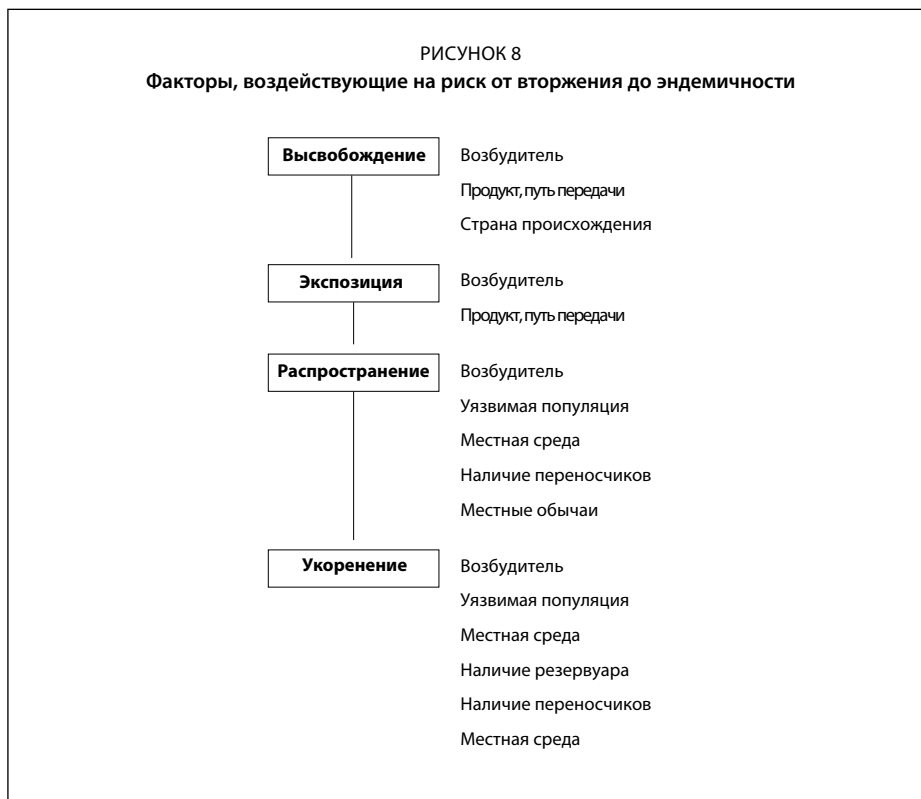 РИСУНОК 8
Факторы, воздействующие на риск от вторжения до эндемичности
Высвобождение
Возбудитель
Продукт, путь передачи
Страна происхождения
Экспозиция
Возбудитель
Продукт, путь передачи
Распространение
Возбудитель
Уязвимая популяция
Местная среда
Наличие переносчиков
Местные обычаи
Укоренение
Возбудитель
Уязвимая популяция
Местная среда
Наличие резервуара
Наличие переносчиков
Местная среда